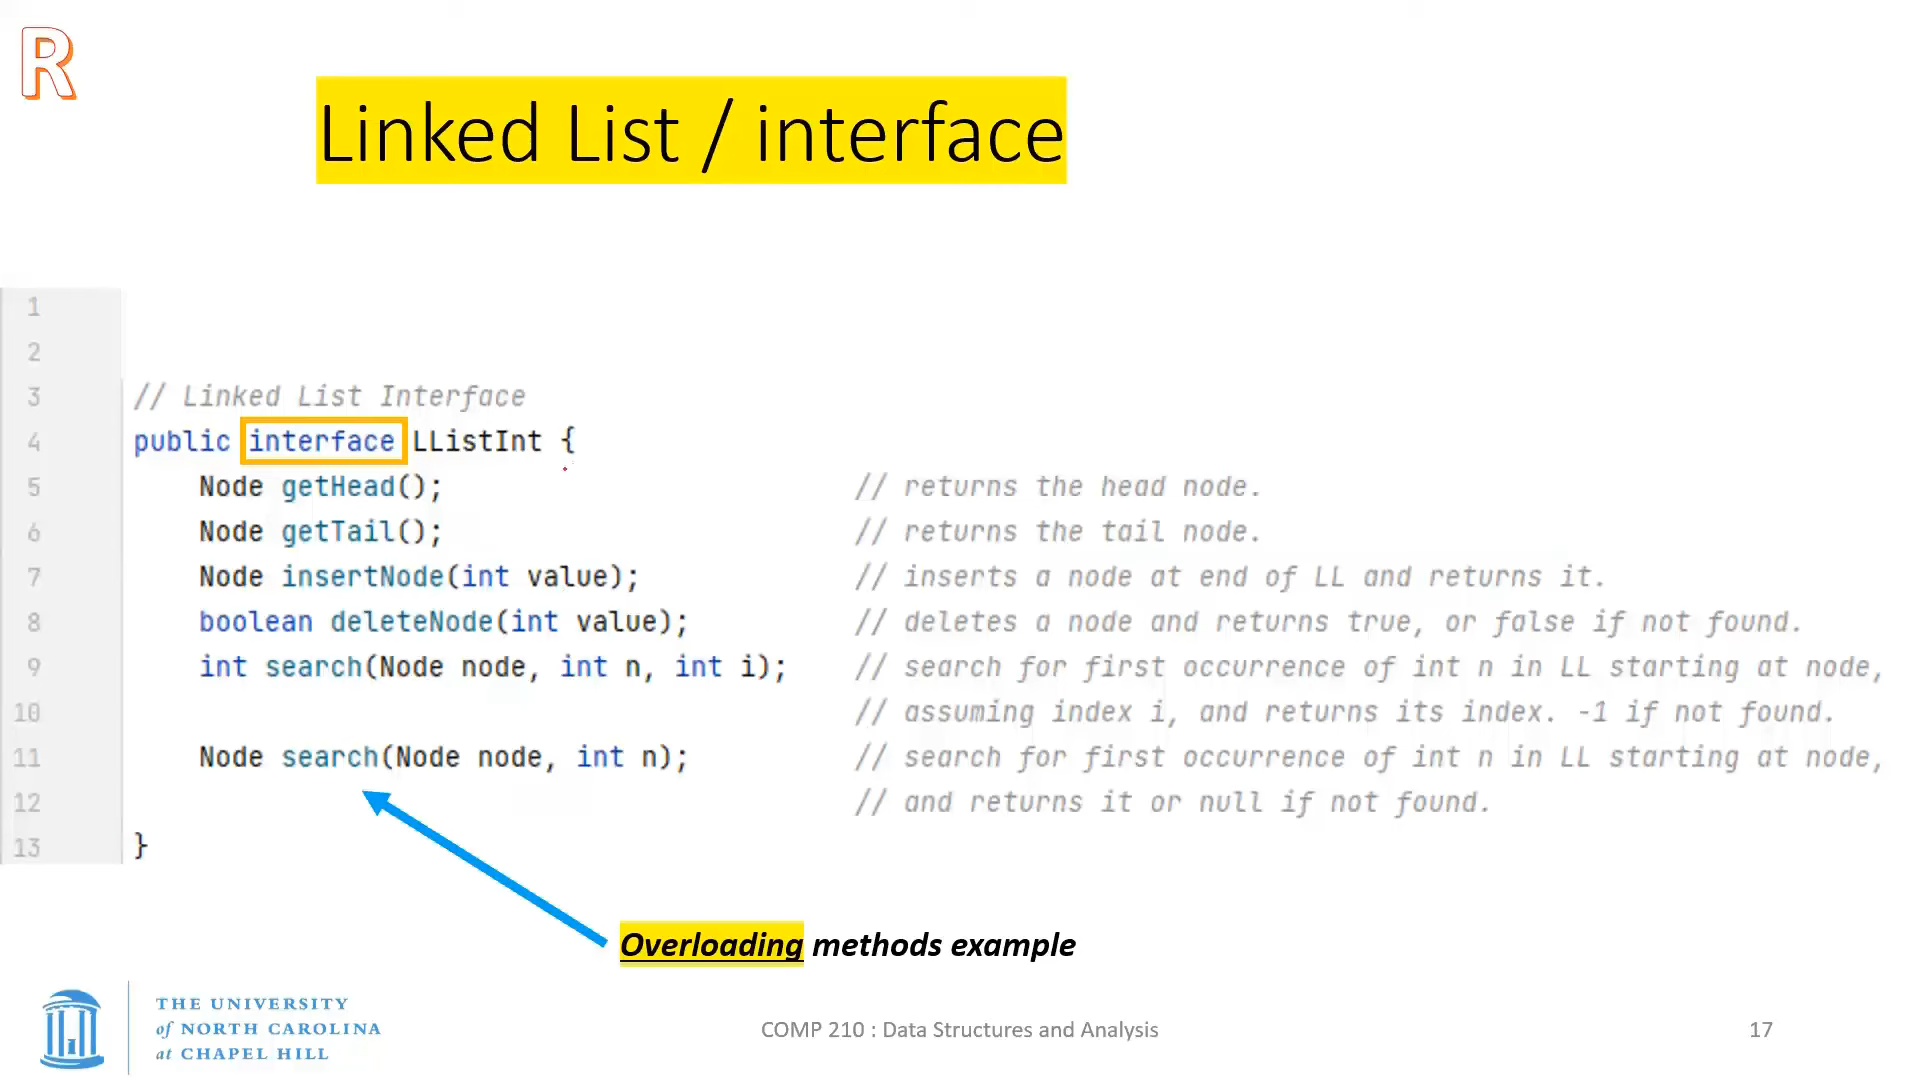 R
Linked List / interface
1
2
3 // Linked List Interface
4 public interface LListInt {
5 Node getHead(); // returns the head node.
6 Node getTail(); // returns the tail node.
7 Node insertNode(int value); // inserts a node at end of LL and returns it.
8 boolean deleteNode(int value); // deletes a node and returns true, or false if not found.
9 int search(Node node, int n, int i); // search for first occurrence of int n in LL starting at node,
10 // assuming index i, and returns its index. -1 if not found.
11 Node search(Node node, int n); // search for first occurrence of int n in LL starting at node,
12 // and returns it or null if not found.
13 }
Overloading methods example
THE UNIVERSITY
of NORTH CAROLINA
at CHAPEL HILL
COMP 210 : Data Structures and Analysis
17